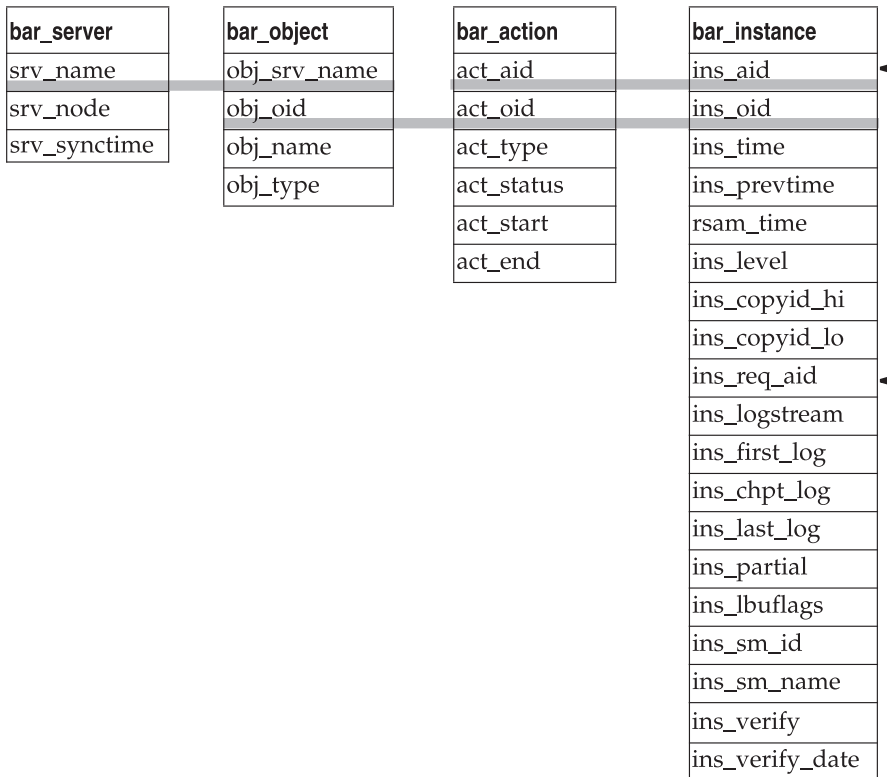 bar_server
srv_name
srv_node
srv_synctime
bar_object
obj_srv_name
obj_oid
obj_name
obj_type
bar_action
act_aid
act_oid
act_type
act_status
act_start
act_end
bar_instance
ins_aid
ins_oid
ins_time
ins_prevtime
rsam_time
ins_level
ins_copyid_hi
ins_copyid_lo
ins_req_aid
ins_logstream
ins_first_log
ins_chpt_log
ins_last_log
ins_partial
ins_lbuflags
ins_sm_id
ins_sm_name
ins_verify
ins_verify_date